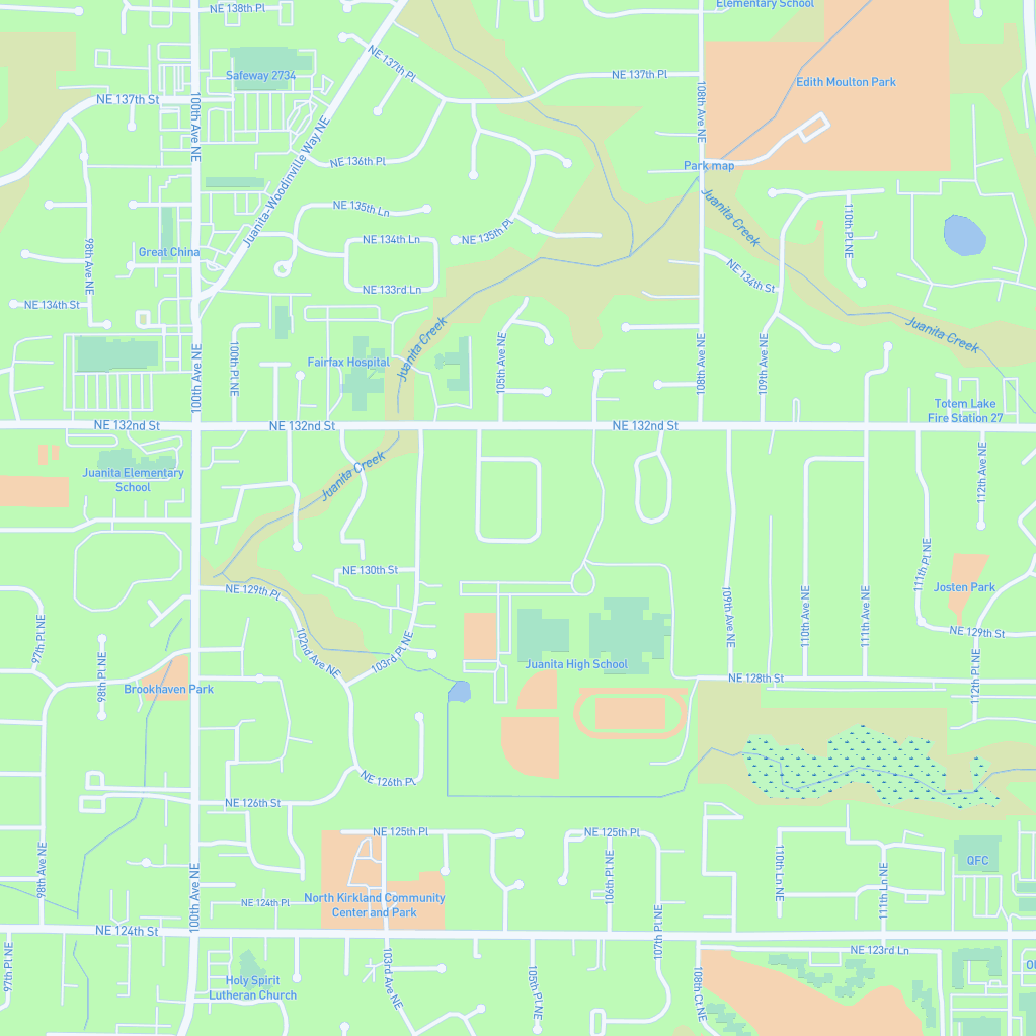 NE 138th Pl
Elementary School
NE 137th Pl
Safeway 2734
NE 137th Pl
Edith Moulton Park
NE 137th St
100th Ave NE
108th Ave NE
Juanita-Woodinville Way NE
NE 136th Pl
Park map
Juanita Creek
NE 135th Ln
110th Pl NE
NE 135th Pl
NE 134th Ln
Great China
98th Ave NE
NE 134th St
NE 133rd Ln
NE 134th St
Juanita Creek
Juanita Creek
100th Ave NE
100th Pl NE
Fairfax Hospital
105th Ave NE
108th Ave NE
109th Ave NE
Totem Lake
Fire Station 27
NE 132nd St
NE 132nd St
NE 132nd St
Juanita Elementary
School
Juanita Creek
112th Ave NE
NE 130th St
111th Pl NE
Josten Park
NE 129th Pl
109th Ave NE
110th Ave NE
111th Ave NE
NE 129th St
97th Pl NE
98th Pl NE
102nd Ave NE
103rd Pl NE
Juanita High School
112th Pl NE
NE 128th St
Brookhaven Park
NE 126th Pl
NE 126th St
NE 125th Pl
NE 125th Pl
98th Ave NE
100th Ave NE
106th Pl NE
110th Ln NE
111th Ln NE
QFC
North Kirkland Community
Center and Park
NE 124th Pl
NE 124th St
107th Pl NE
NE 123rd Ln
97th Pl NE
103rd Ave NE
105th Pl NE
108th Ct NE
Holy Spirit
Lutheran Church